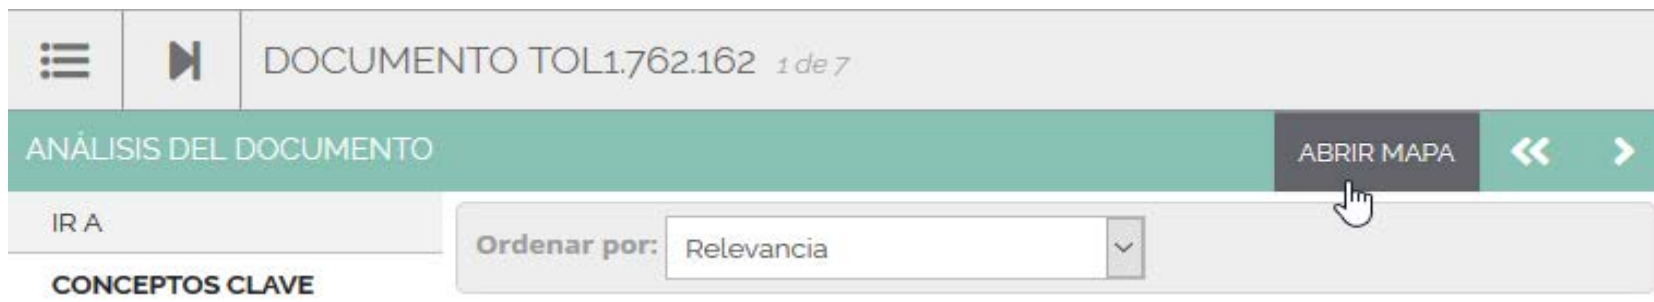 DOCUMENTO TOL1.762.162 1 de 7
ANÁLISIS DEL DOCUMENTO ABRIR MAPA
IR A
Ordenar por: Relevancia
CONCEPTOS CLAVE